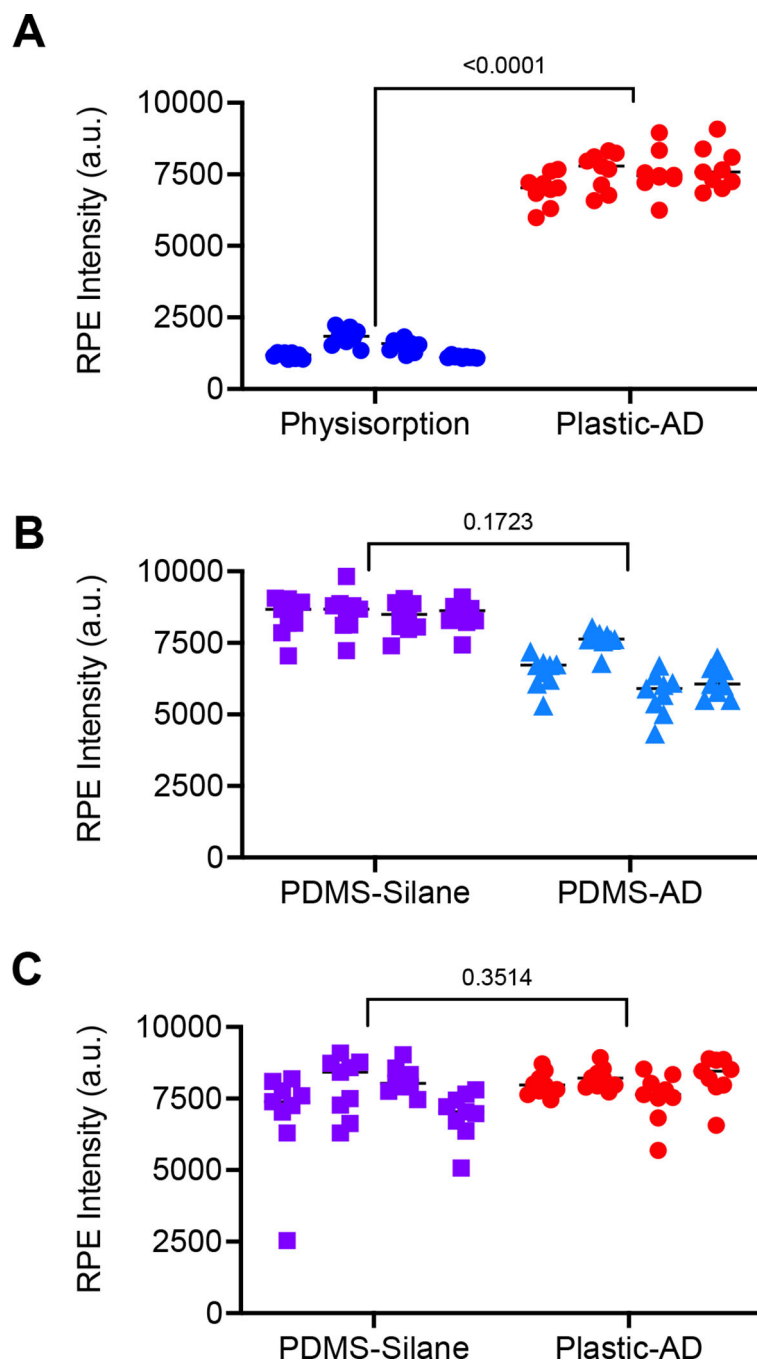 A
<0.0001
RPE Intensity (a.u.)
10000
7500
5000
2500
0
Physisorption Plastic-AD
B
0.1723
RPE Intensity (a.u.)
10000
7500
5000
2500
0
PDMS-Silane PDMS-AD
C
0.3514
RPE Intensity (a.u.)
10000
7500
5000
2500
0
PDMS-Silane Plastic-AD